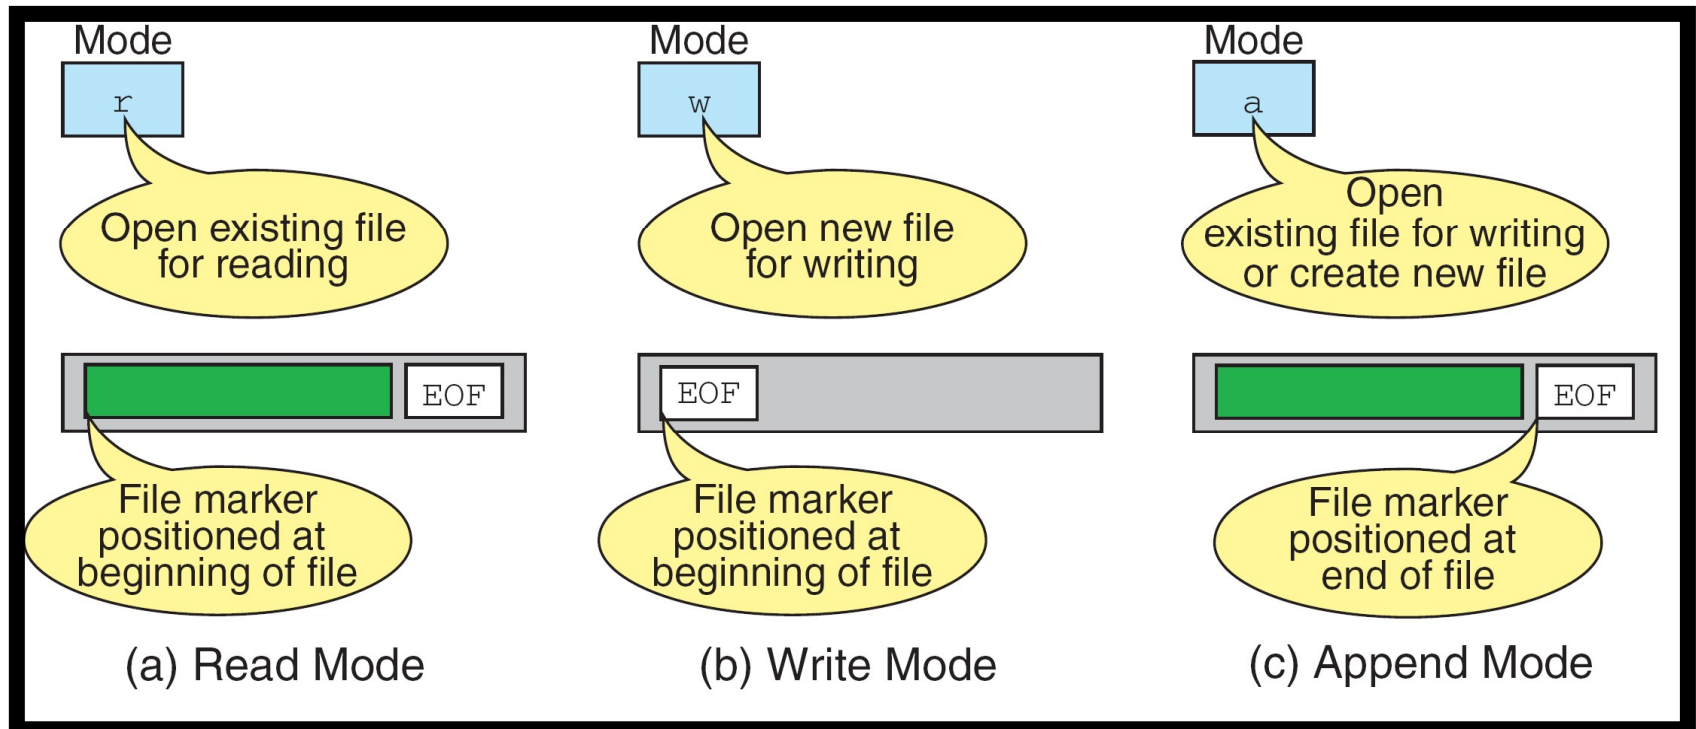 Mode
r
Open existing file
for reading
EOF
File marker
positioned at
beginning of file
(a) Read Mode
Mode
w
Open new file
for writing
EOF
File marker
positioned at
beginning of file
(b) Write Mode
Mode
a
Open
existing file for writing
or create new file
EOF
File marker
positioned at
end of file
(c) Append Mode